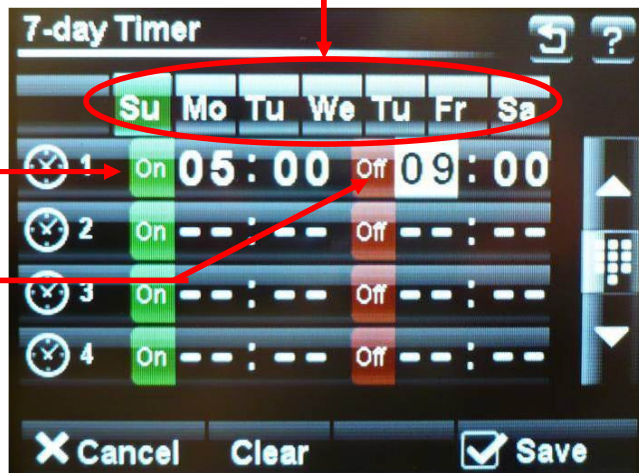 7-day Timer ?
Su Mo Tu We Tu Fr Sa
1 On 05:00 Off 09:00
2 On --:-- Off --:--
3 On --:-- Off --:--
4 On --:-- Off --:--
Cancel Clear Save